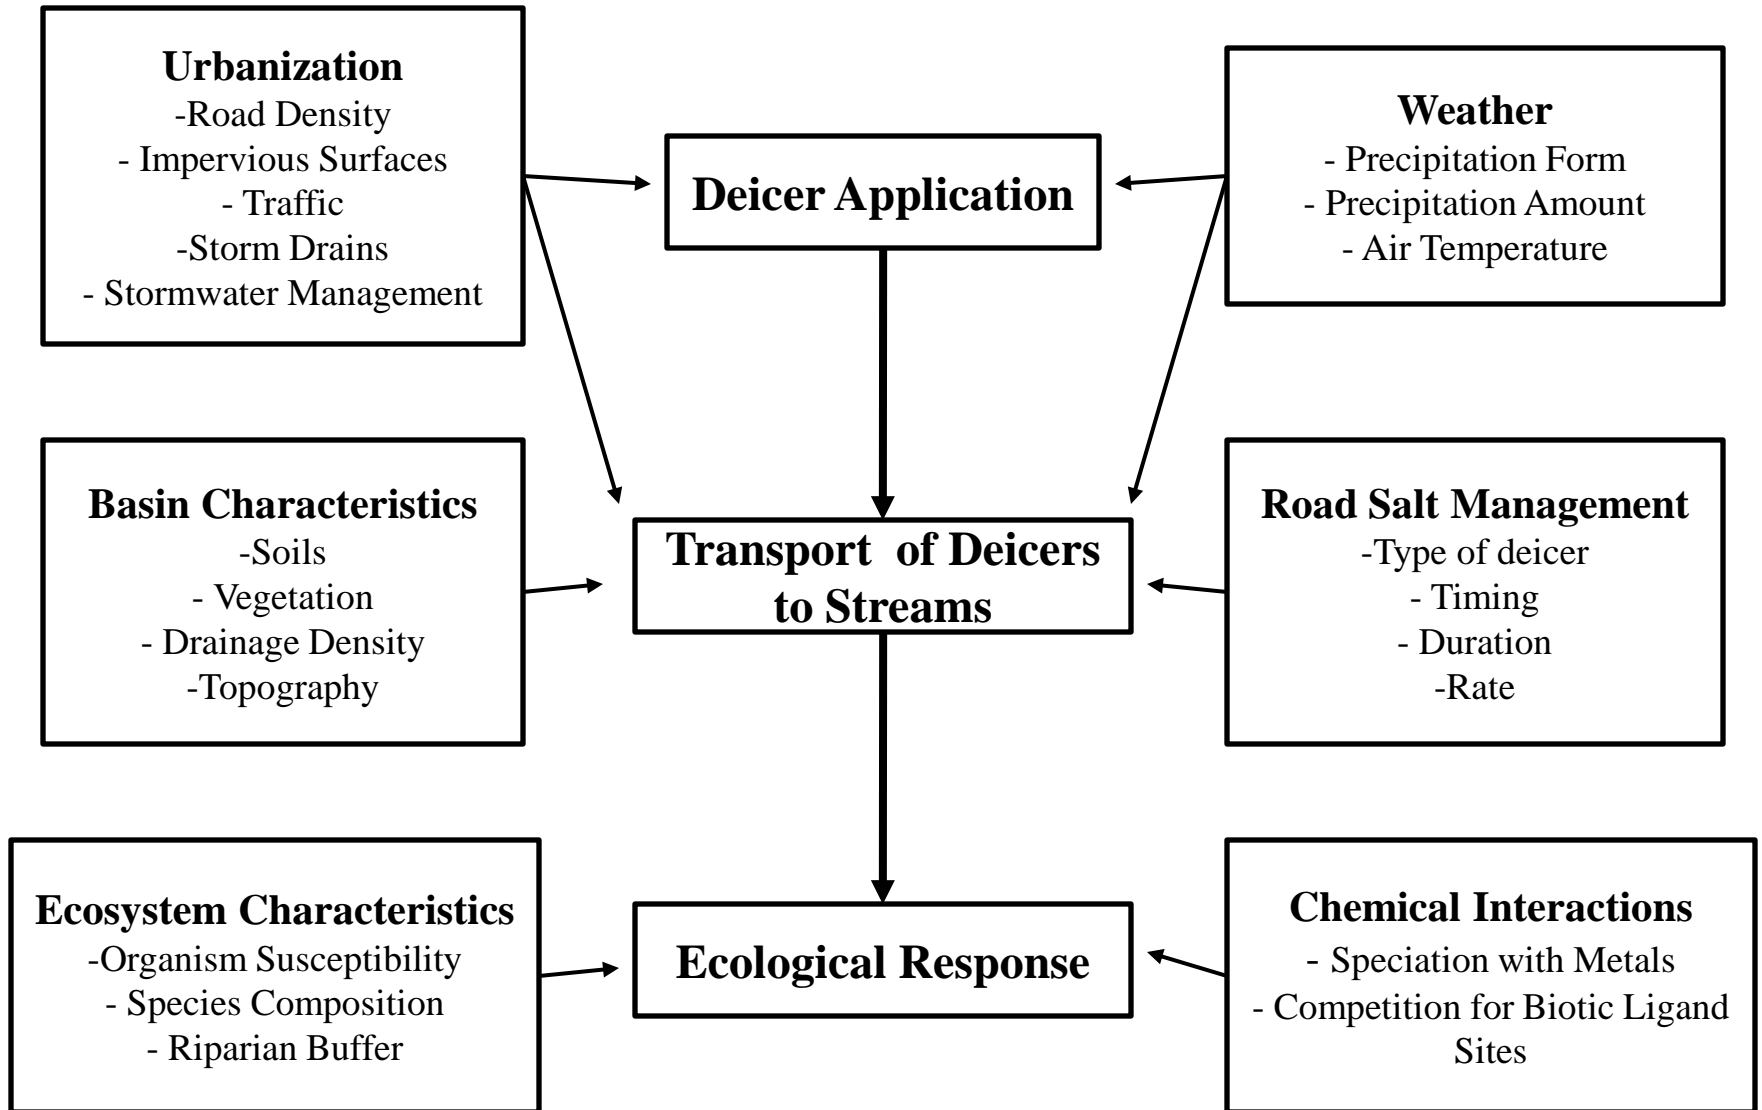 Urbanization
-Road Density
- Impervious Surfaces
- Traffic
-Storm Drains
- Stormwater Management
Deicer Application
Weather
- Precipitation Form
- Precipitation Amount
- Air Temperature
Basin Characteristics
-Soils
- Vegetation
- Drainage Density
-Topography
Transport of Deicers
to Streams
Road Salt Management
-Type of deicer
- Timing
- Duration
-Rate
Ecosystem Characteristics
-Organism Susceptibility
- Species Composition
- Riparian Buffer
Ecological Response
Chemical Interactions
- Speciation with Metals
- Competition for Biotic Ligand
Sites